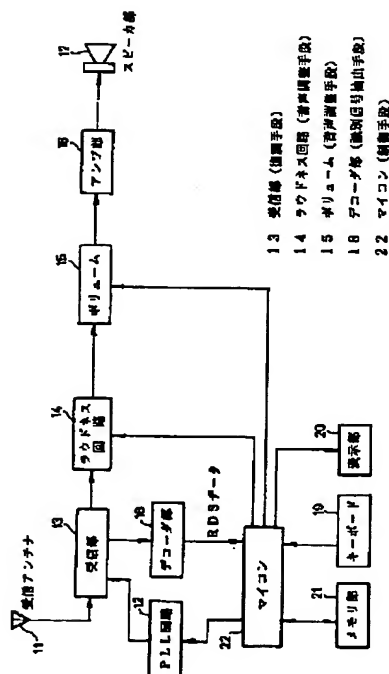 17
スピーカ部
16
アンプ部
15
ボリューム
14
ラウドネス
回路
13
受信部
受信アンテナ
11
18
デコーダ部
RDSデータ
12
PLL回路
22
マイコン
20
表示部
19
キーボード
21
メモリ部
13 受信部(復調手段)
14 ラウドネス回路(音声調整手段)
15 ボリューム(音声調整手段)
18 デコーダ部(識別信号抽出手段)
22 マイコン(制御手段)